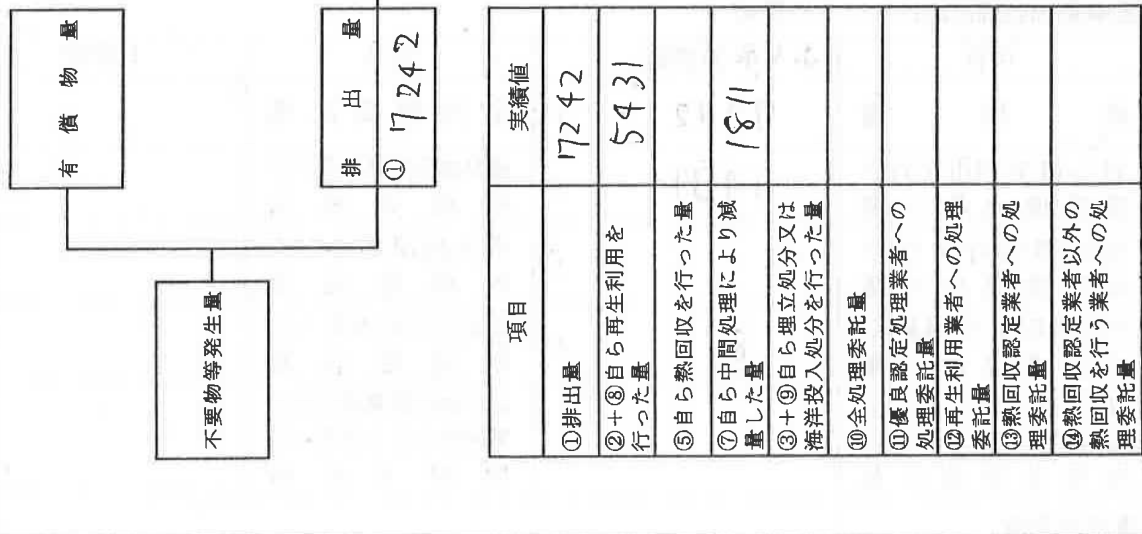 有償物量
不要物等発生量
排出量
① 17242
項目 実績値
①排出量 17242
②+⑧自ら再生利用を
行った量 5431
⑤自ら熱回収を行った量
⑦自ら中間処理により減
量した量 1811
③+⑨自ら埋立処分又は
海洋投入処分を行った量
⑩全処理委託量
⑪優良認定処理業者への
処理委託量
⑫再生利用業者への処理
委託量
⑬熱回収認定業者への処
理委託量
⑭熱回収認定業者以外の
熱回収を行う業者への処
理委託量